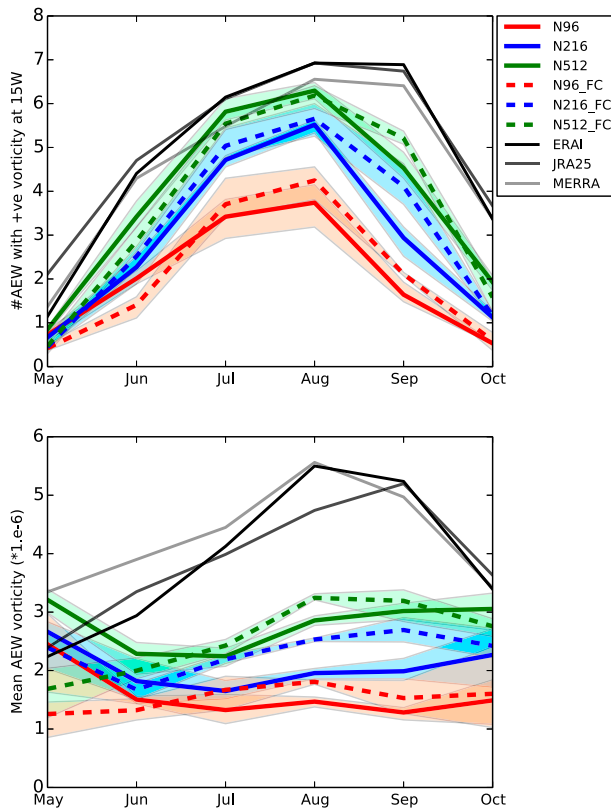 #AEW with +ve vorticity at 15W
8
7
6
5
4
3
2
1
0
May
Jun
Jul
Aug
Sep
Oct
N96
N216
N512
N96_FC
N216_FC
N512_FC
ERAI
JRA25
MERRA
Mean AEW vorticity (*1.e-6)
6
5
4
3
2
1
0
May
Jun
Jul
Aug
Sep
Oct